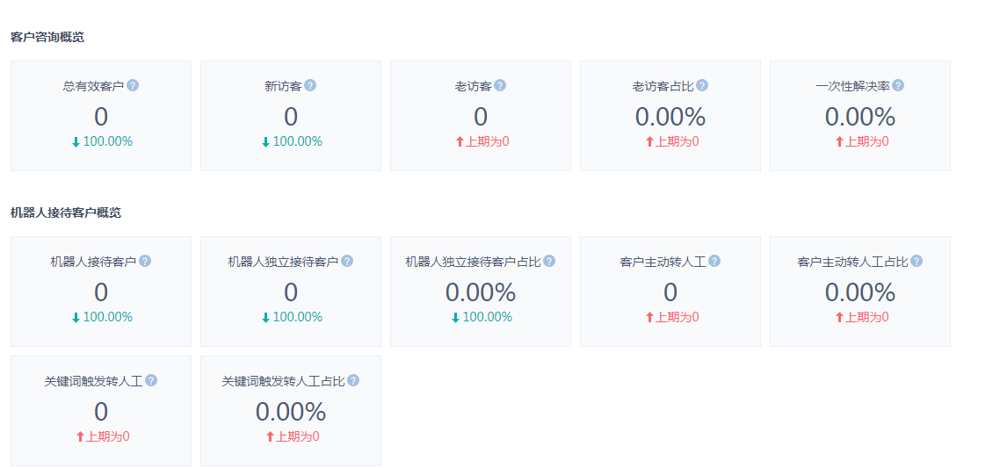 客户咨询概览
总有效客户 ? 新访客 ? 老访客 ? 老访客占比 ? 一次性解决率 ?
0 0 0 0.00% 0.00%
100.00% 100.00% 上期为0 上期为0 上期为0
机器人接待客户概览
机器人接待客户 ? 机器人独立接待客户 ? 机器人独立接待客户占比 ? 客户主动转人工 ? 客户主动转人工占比 ?
0 0 0.00% 0 0.00%
100.00% 100.00% 100.00% 上期为0 上期为0
关键词触发转人工 ? 关键词触发转人工占比 ?
0 0.00%
上期为0 上期为0